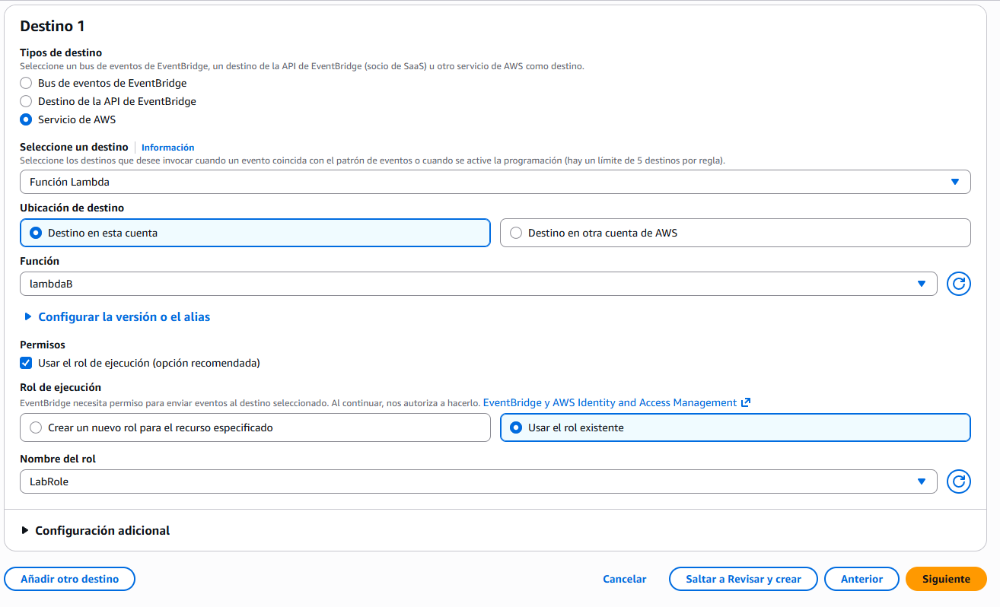 Destino 1
Tipos de destino
Seleccione un bus de eventos de EventBridge, un destino de la API de EventBridge (socio de SaaS) u otro servicio de AWS como destino.
Bus de eventos de EventBridge
Destino de la API de EventBridge
Servicio de AWS
Seleccione un destino Información
Seleccione los destinos que desee invocar cuando un evento coincida con el patrón de eventos o cuando se active la programación (hay un límite de 5 destinos por regla).
Función Lambda
Ubicación de destino
Destino en esta cuenta
Destino en otra cuenta de AWS
Función
lambdaB
Configurar la versión o el alias
Permisos
Usar el rol de ejecución (opción recomendada)
Rol de ejecución
EventBridge necesita permiso para enviar eventos al destino seleccionado. Al continuar, nos autoriza a hacerlo. EventBridge y AWS Identity and Access Management
Crear un nuevo rol para el recurso especificado
Usar el rol existente
Nombre del rol
LabRole
Configuración adicional
Añadir otro destino
Cancelar
Saltar a Revisar y crear
Anterior
Siguiente